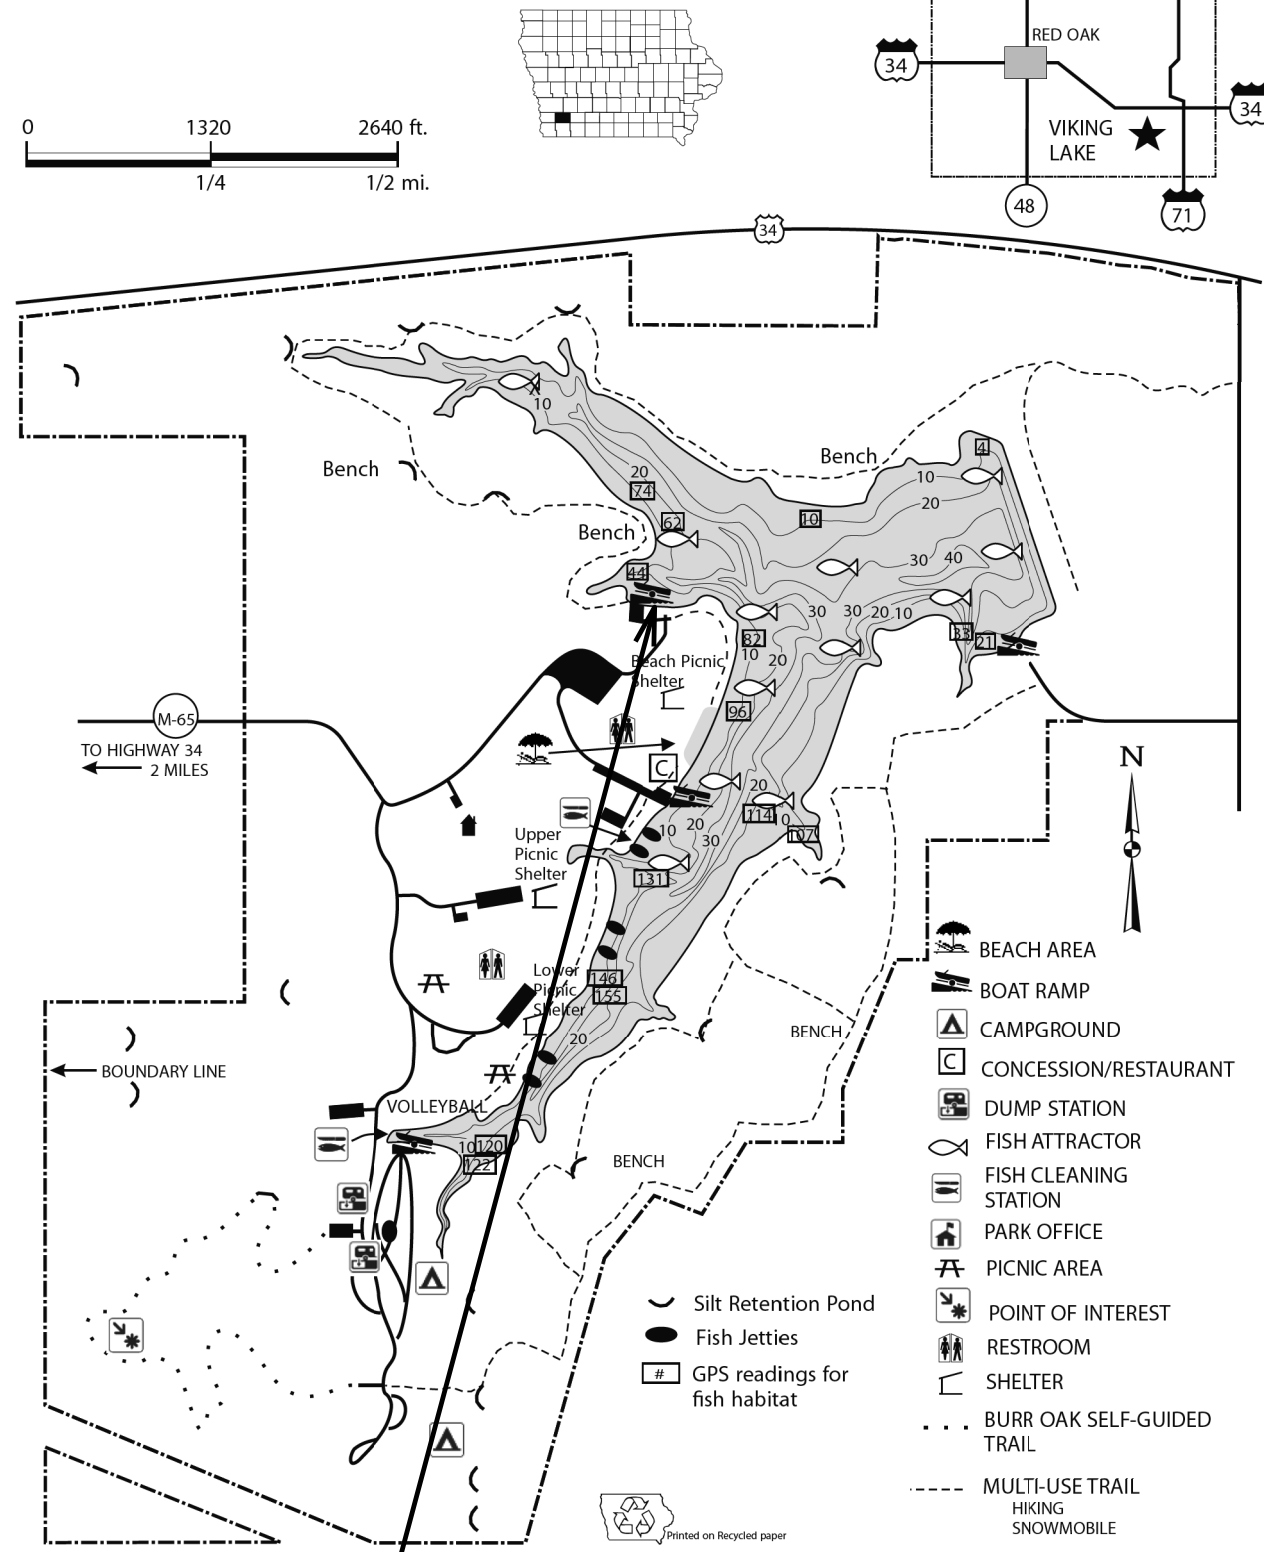 RED OAK
34
34
0 1320 2640 ft.
1/4 1/2 mi.
VIKING
LAKE
48
71
34
10
Bench
Bench
20
74
4
10
20
10
62
Bench
30 40
44
30 30 20 10
82
33
21
10
20
Beach Picnic
Shelter
96
M-65
TO HIGHWAY 34
2 MILES
N
C
20
114
10
107
10 20
30
Upper
Picnic
Shelter
131
BEACH AREA
Lower
Picnic
Shelter
146
155
BOAT RAMP
20
BENCH
CAMPGROUND
C CONCESSION/RESTAURANT
BOUNDARY LINE
VOLLEYBALL
DUMP STATION
10
120
122
FISH ATTRACTOR
BENCH
FISH CLEANING
STATION
PARK OFFICE
PICNIC AREA
Silt Retention Pond
POINT OF INTEREST
Fish Jetties
RESTROOM
# GPS readings for
fish habitat
SHELTER
BURR OAK SELF-GUIDED
TRAIL
MULTI-USE TRAIL
HIKING
SNOWMOBILE
Printed on Recycled paper